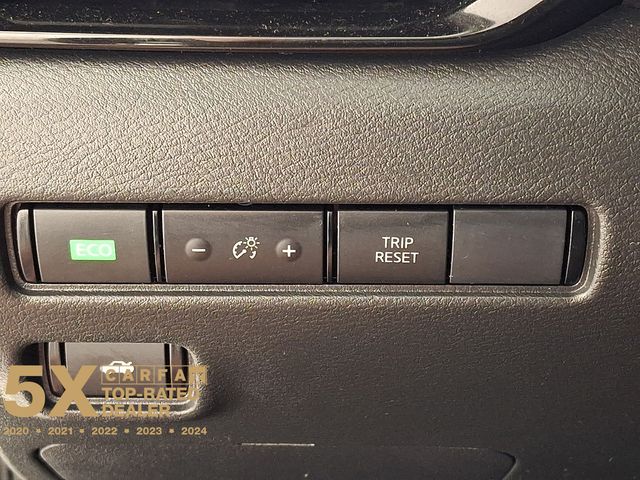 ECO
- +
TRIP
RESET
5X CARFAX
TOP-RATED
DEALER
2020 • 2021 • 2022 • 2023 • 2024